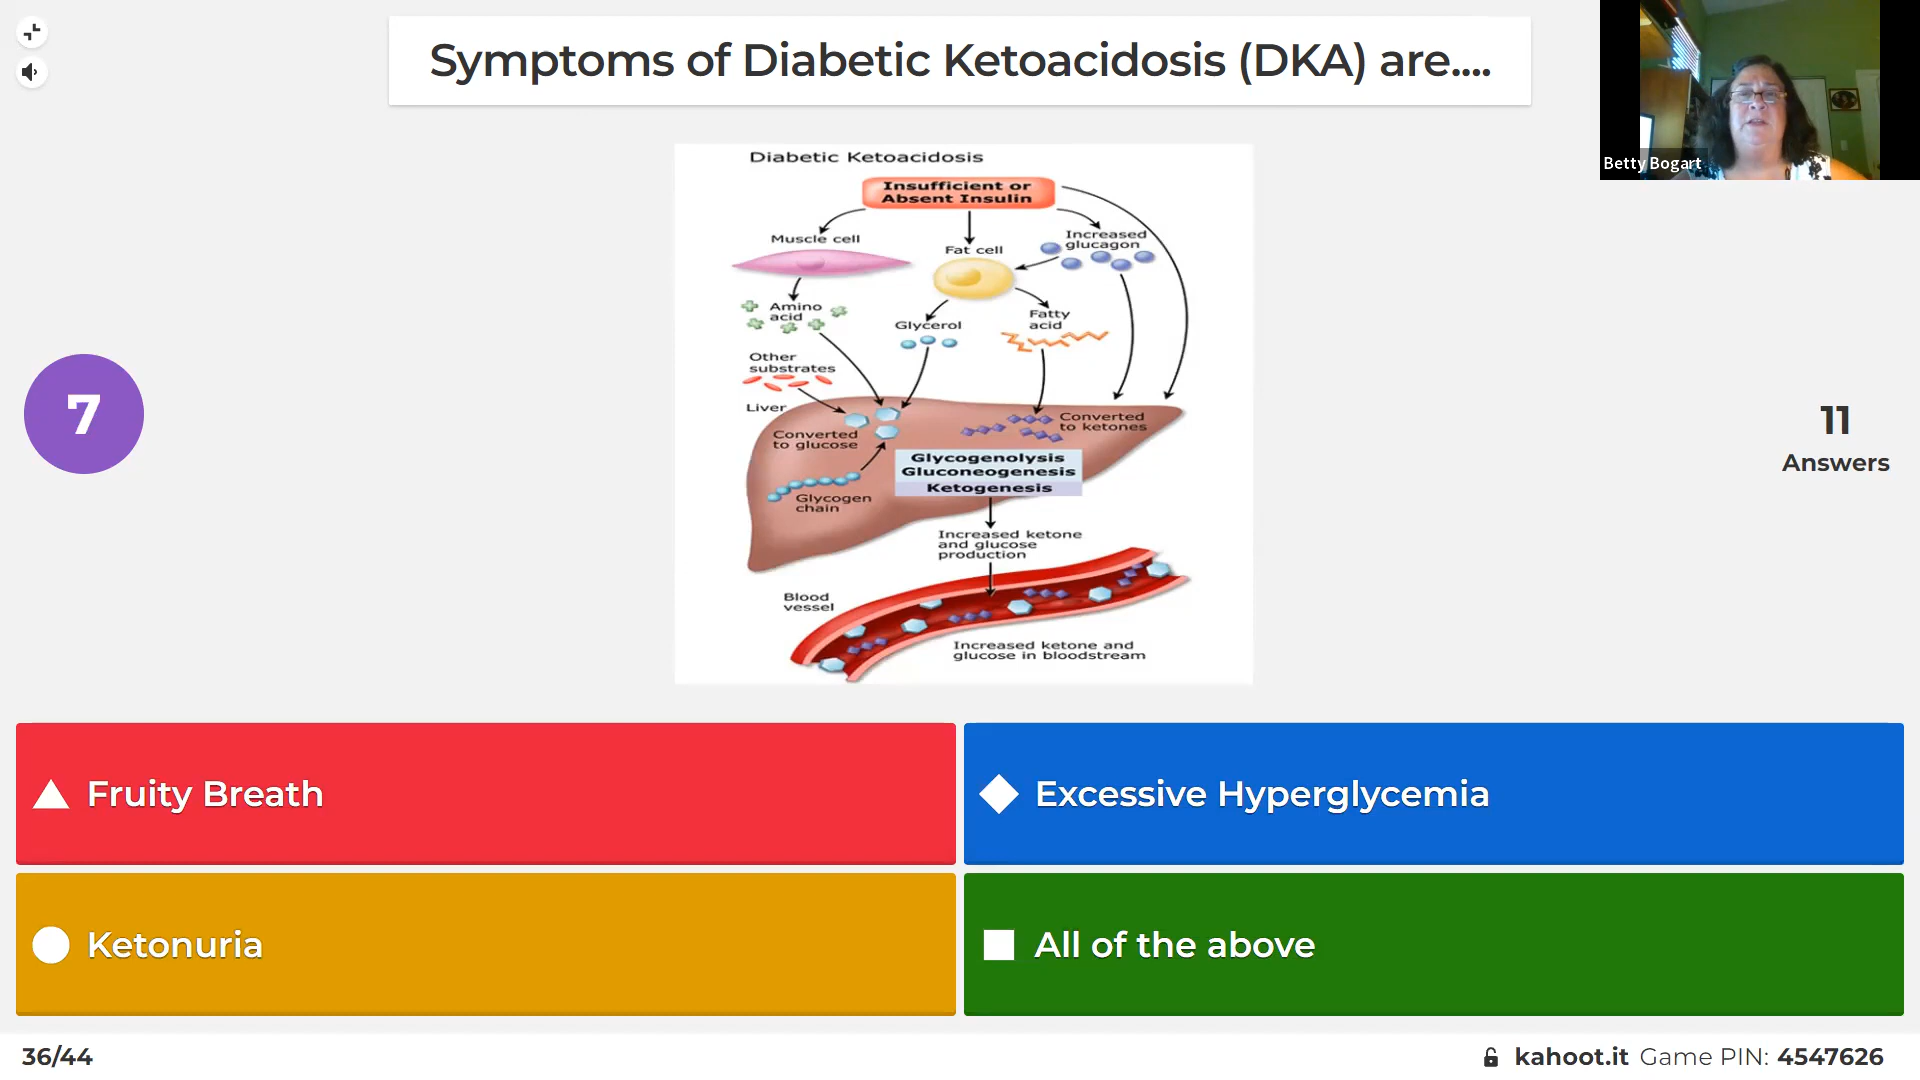 Symptoms of Diabetic Ketoacidosis (DKA) are....
Betty Bogart
Diabetic Ketoacidosis
Insufficient or
Absent Insulin
Muscle cell
Fat cell
Increased
glucagon
Amino
acid
Glycerol
Fatty
acid
Other
substrates
Liver
Converted
to glucose
Converted
to ketones
Glycogenolysis
Gluconeogenesis
Ketogenesis
Glycogen
chain
Increased ketone
and glucose
production
Blood
vessel
Increased ketone and
glucose in bloodstream
7
11
Answers
Fruity Breath
Excessive Hyperglycemia
Ketonuria
All of the above
36/44
kahoot.it Game PIN: 4547626